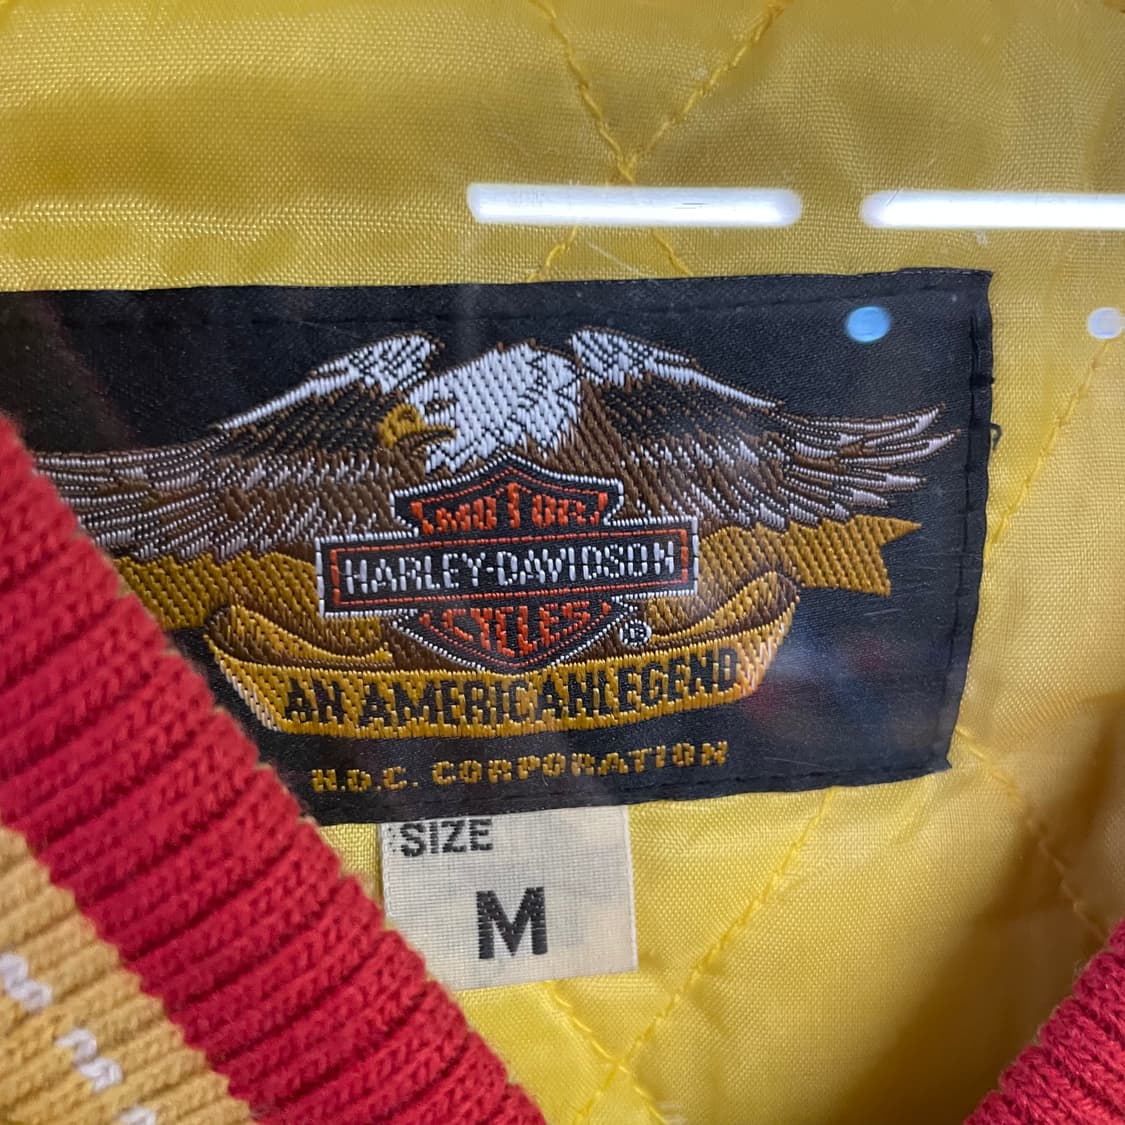 MOTOR
HARLEY-DAVIDSON
CYCLES ®
AN AMERICAN LEGEND
H.D.C. CORPORATION
SIZE
M